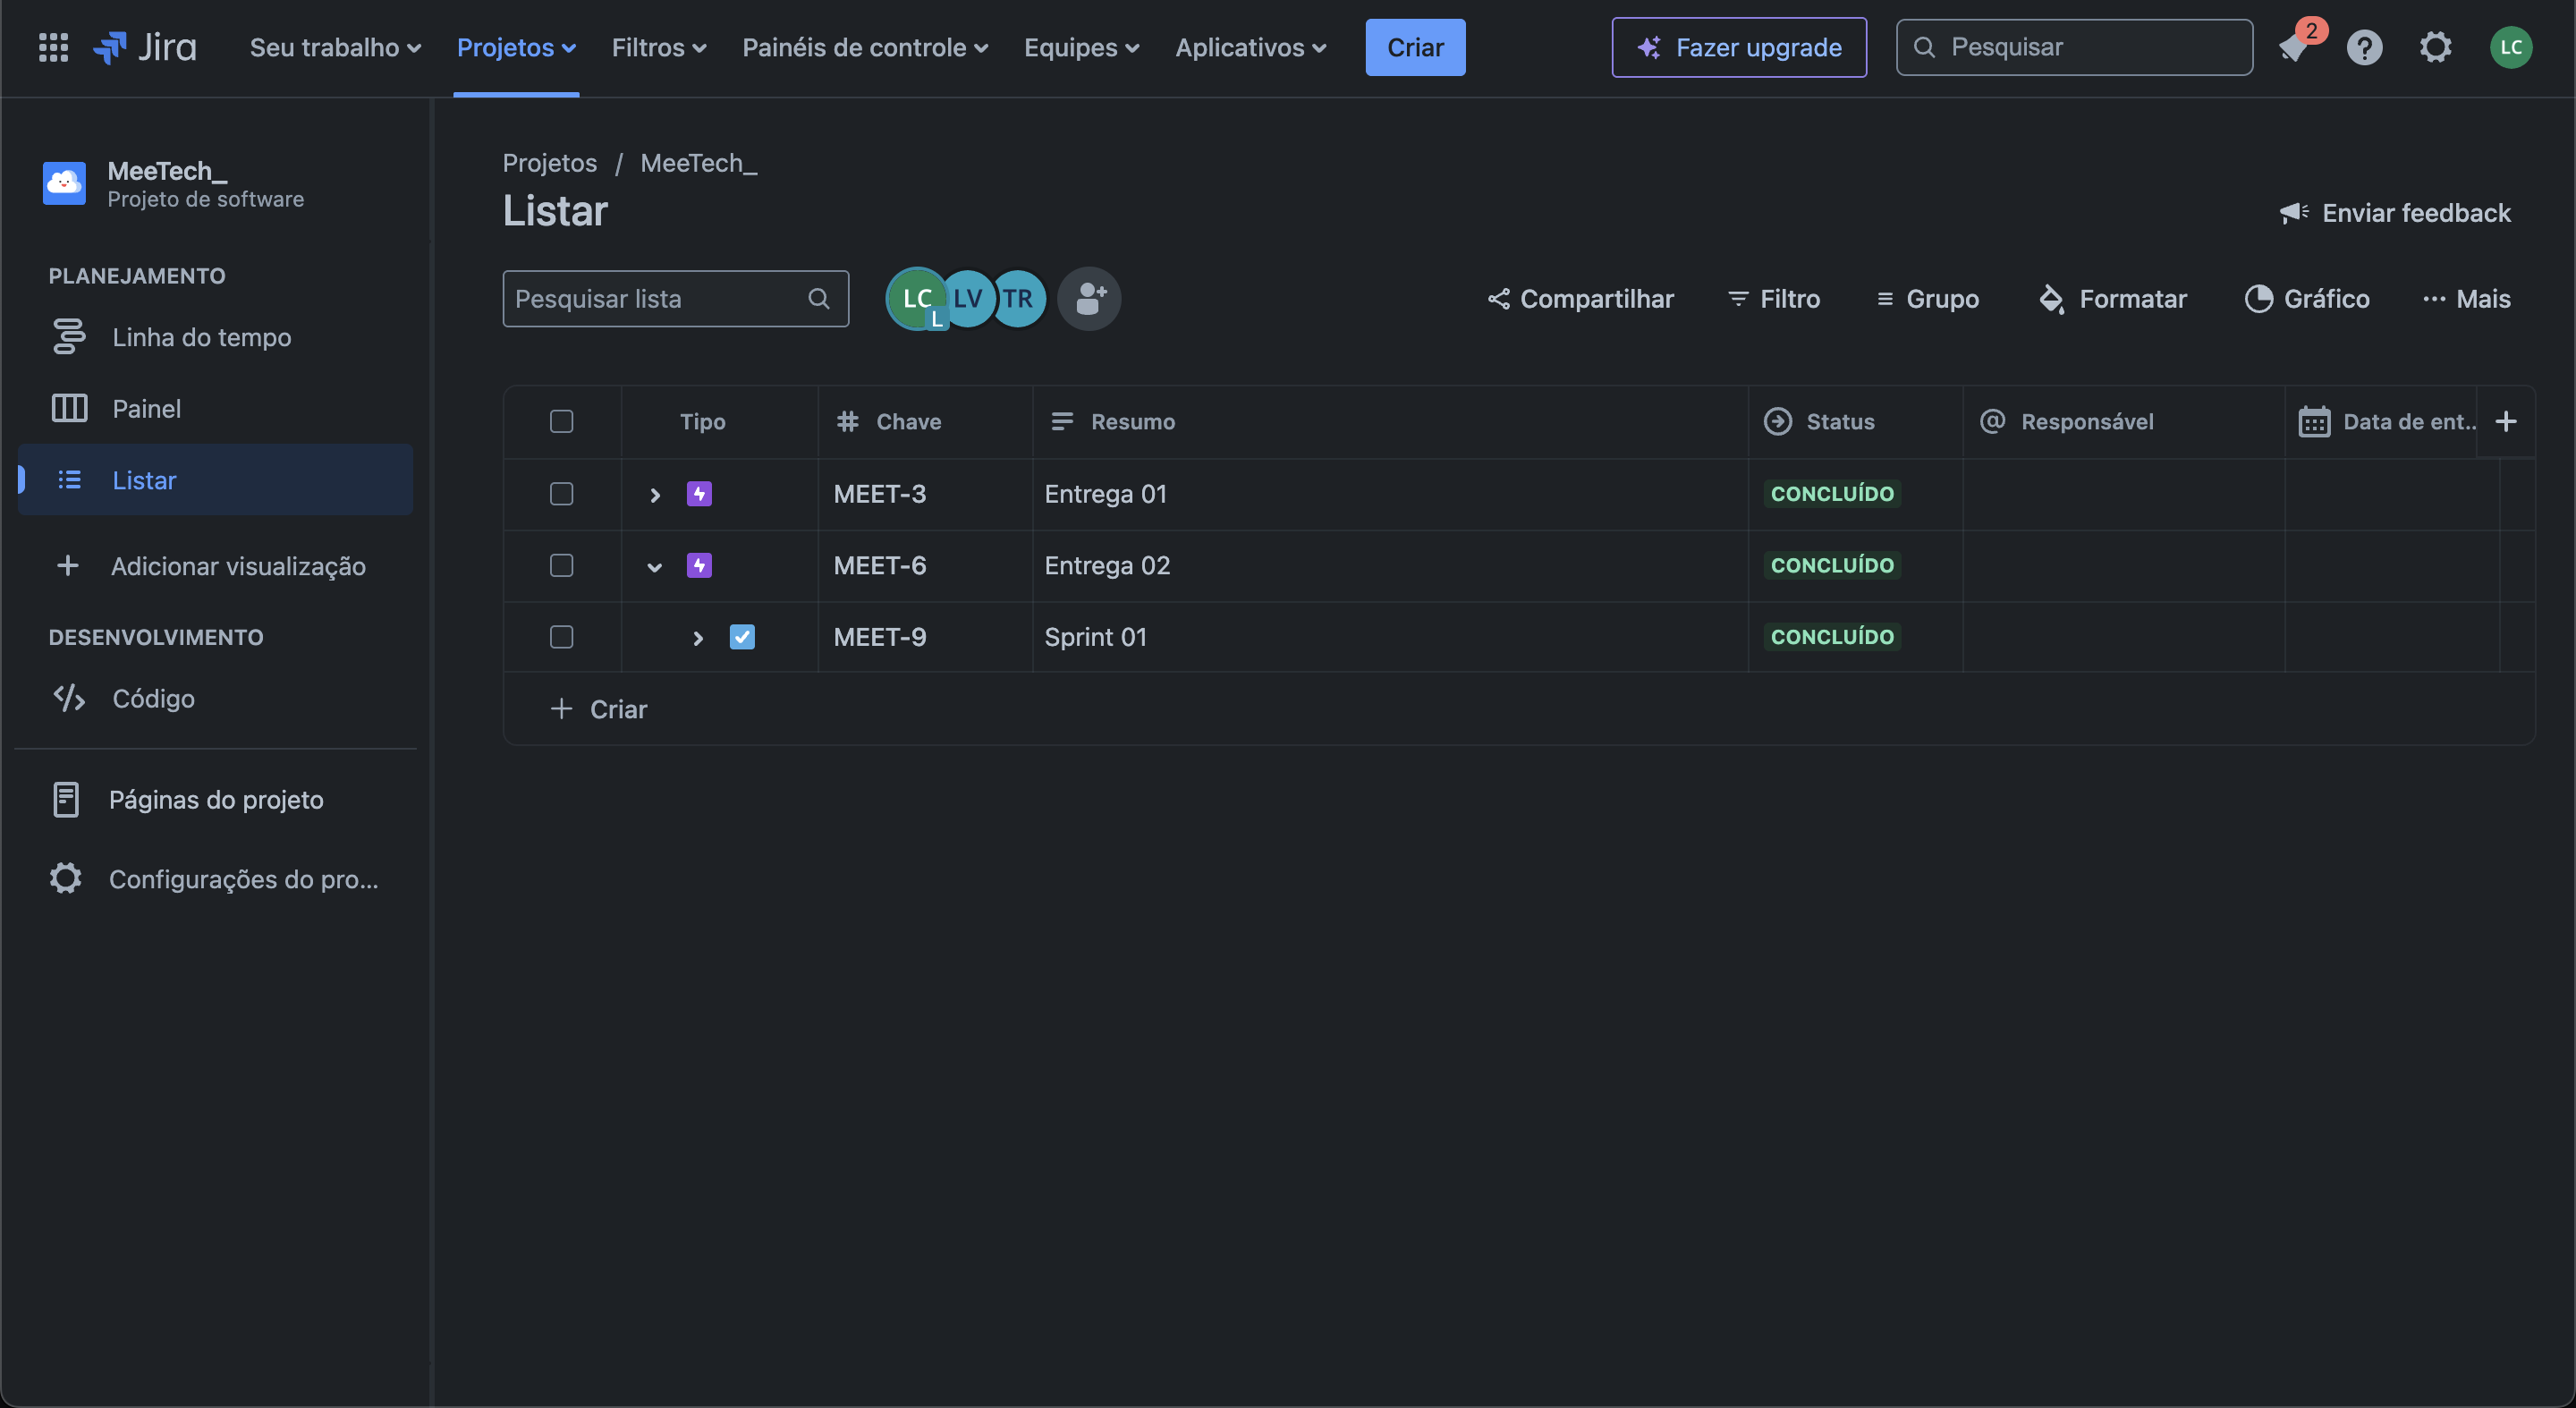 Jira Seu trabalho Projetos Filtros Painéis de controle Equipes Aplicativos Criar Fazer upgrade Pesquisar 2 LC
MeeTech_
Projeto de software
PLANEJAMENTO
Linha do tempo
Painel
Listar
Adicionar visualização
DESENVOLVIMENTO
Código
Páginas do projeto
Configurações do pro...
Projetos / MeeTech_
Listar
Enviar feedback
Pesquisar lista LC L LV TR Compartilhar Filtro Grupo Formatar Gráfico Mais
Tipo Chave Resumo Status Responsável Data de ent..
MEET-3 Entrega 01 CONCLUÍDO
MEET-6 Entrega 02 CONCLUÍDO
MEET-9 Sprint 01 CONCLUÍDO
+ Criar